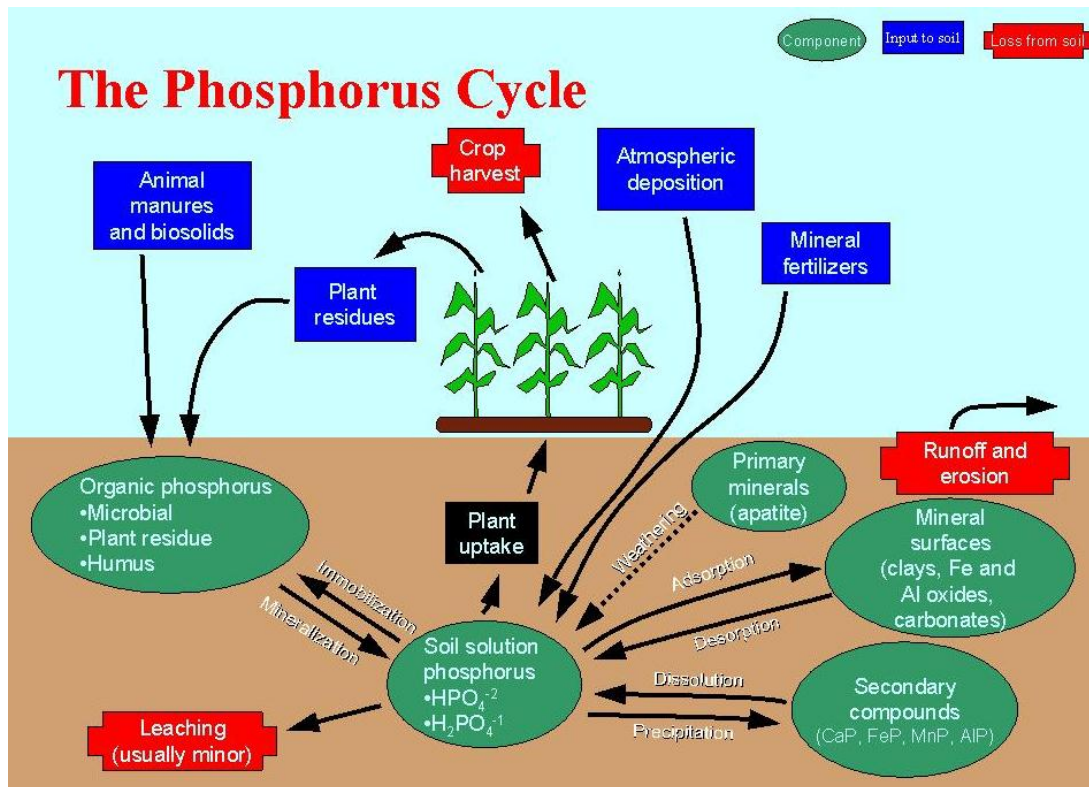 Component
Input to soil
Loss from soil
The Phosphorus Cycle
Animal
manures
and biosolids
Plant
residues
Crop
harvest
Atmospheric
deposition
Mineral
fertilizers
Runoff and
erosion
Organic phosphorus
•Microbial
•Plant residue
•Humus
Plant
uptake
Primary
minerals
(apatite)
Mineral
surfaces
(clays, Fe and
Al oxides,
carbonates)
Weathering
Adsorption
Desorption
Immobilization
Mineralization
Soil solution
phosphorus
•HPO₄⁻²
•H₂PO₄⁻¹
Dissolution
Precipitation
Secondary
compounds
(CaP, FeP, MnP, AlP)
Leaching
(usually minor)